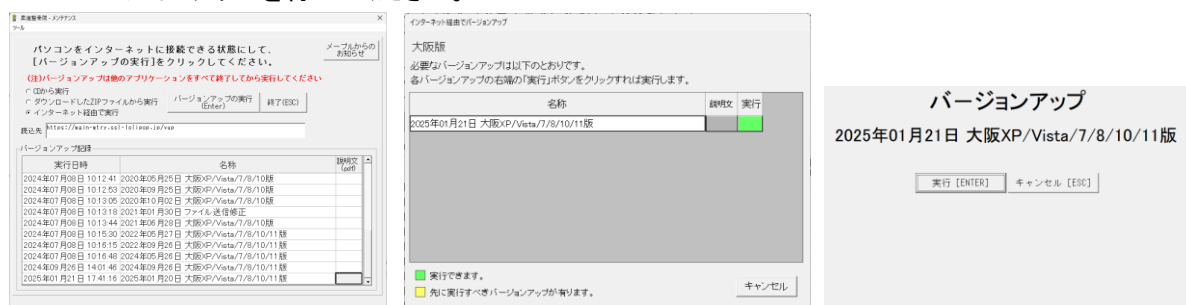 柔道整復師 - メンテナンス
ツール
パソコンをインターネットに接続できる状態にして、
[バージョンアップの実行]をクリックしてください。
メープルからの
お知らせ
(注)バージョンアップは他のアプリケーションをすべて終了してから実行してください
CDから実行
ダウンロードしたZIPファイルから実行
インターネット経由で実行
バージョンアップの実行
(Enter)
終了(ESC)
読込先
バージョンアップ記録
実行日時 名称 説明文
(pdf)
2024年07月08日 10:12:41 2020年05月25日 大阪XP/Vista/7/8/10版
2024年07月08日 10:12:53 2020年09月25日 大阪XP/Vista/7/8/10版
2024年07月08日 10:13:05 2020年10月02日 大阪XP/Vista/7/8/10版
2024年07月08日 10:13:18 2021年01月30日 ファイル送信修正
2024年07月08日 10:13:44 2021年06月28日 大阪XP/Vista/7/8/10版
2024年07月08日 10:15:30 2022年05月27日 大阪XP/Vista/7/8/10/11版
2024年07月08日 10:16:15 2022年09月26日 大阪XP/Vista/7/8/10/11版
2024年07月08日 10:16:48 2024年05月26日 大阪XP/Vista/7/8/10/11版
2024年09月26日 14:01:46 2024年09月26日 大阪XP/Vista/7/8/10/11版
2025年01月21日 17:41:16 2025年01月20日 大阪XP/Vista/7/8/10/11版
インターネット経由でバージョンアップ
大阪版
必要なバージョンアップは以下のとおりです。
各バージョンアップの右端の「実行」ボタンをクリックすれば実行します。
名称 説明文 実行
2025年01月21日 大阪XP/Vista/7/8/10/11版
実行できます。
先に実行すべきバージョンアップが有ります。
キャンセル
バージョンアップ
2025年01月21日 大阪XP/Vista/7/8/10/11版
実行 [ENTER] キャンセル [ESC]